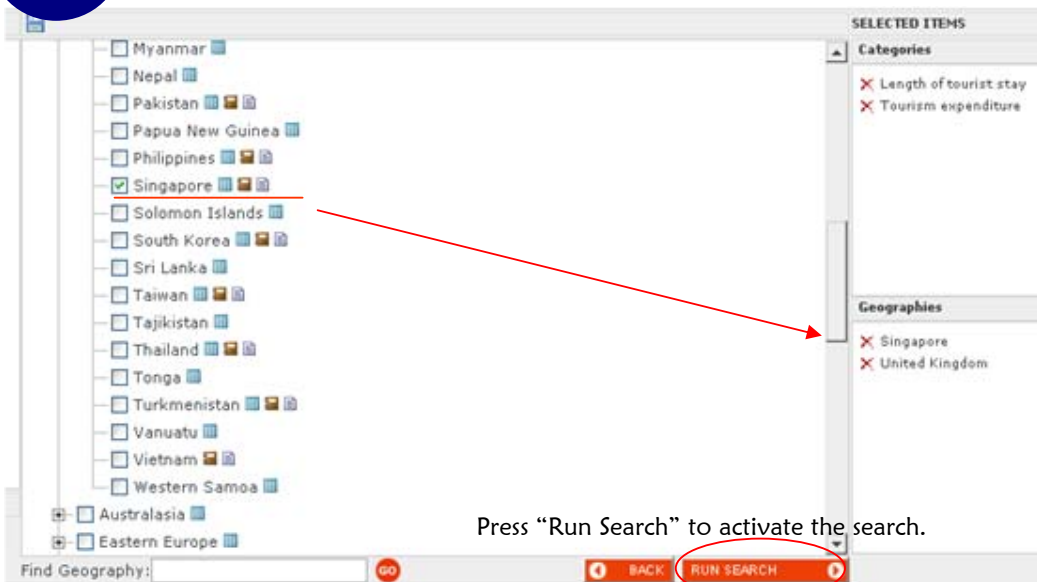 SELECTED ITEMS
Myanmar
Categories
Nepal
Length of tourist stay
Pakistan
Tourism expenditure
Papua New Guinea
Philippines
Singapore
Solomon Islands
South Korea
Sri Lanka
Taiwan
Geographies
Tajikistan
Singapore
Thailand
United Kingdom
Tonga
Turkmenistan
Vanuatu
Vietnam
Western Samoa
Australasia
Press “Run Search” to activate the search.
Eastern Europe
Find Geography: GO BACK RUN SEARCH